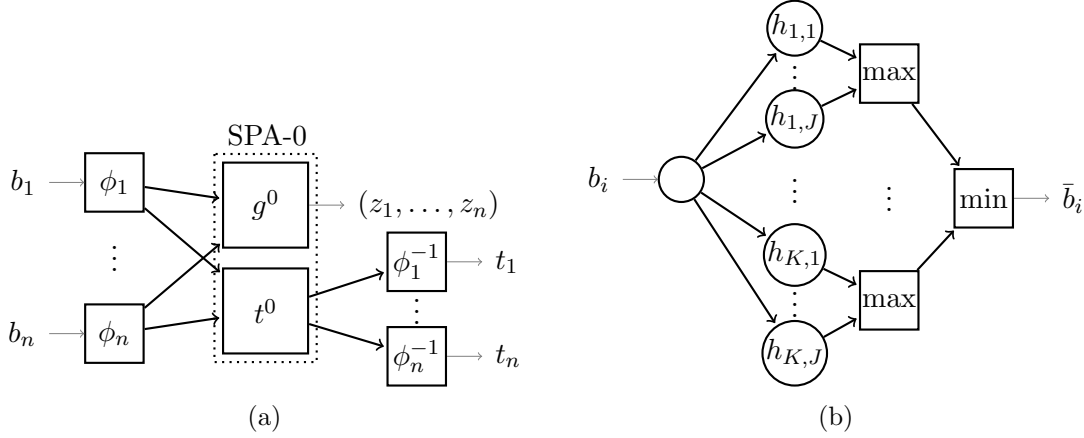 SPA-0
b_1
ϕ_1
g^0
(z_1, . . . , z_n)
⋮
ϕ_1^{-1}
t_1
b_n
ϕ_n
t^0
⋮
ϕ_n^{-1}
t_n
(a)
h_{1,1}
⋮
max
h_{1,J}
b_i
⋮
⋮
min
b̄_i
h_{K,1}
⋮
max
h_{K,J}
(b)